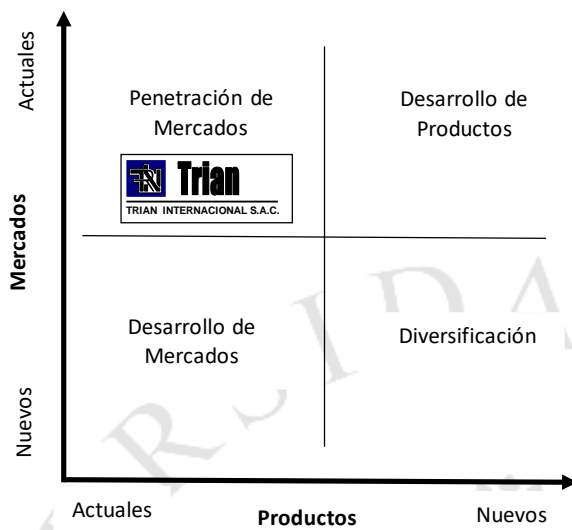 Actuales
Mercados
Nuevos
Penetración de
Mercados
Trian
TRIAN INTERNACIONAL S.A.C.
Desarrollo de
Productos
Desarrollo de
Mercados
Diversificación
Actuales
Productos
Nuevos